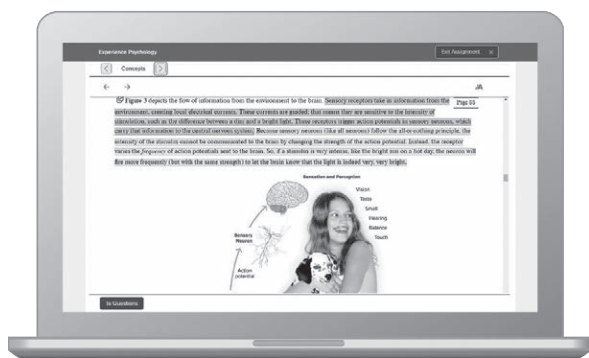 Experience Psychology
Exit Assignment X
Concepts
Figure 3 depicts the flow of information from the environment to the brain. Sensory receptors take in information from the
environment, creating local electrical currents. These currents are graded; that means they are sensitive to the intensity of
stimulation, such as the difference between a dim and a bright light. These receptors trigger action potentials in sensory neurons, which
carry that information to the central nervous system. Because sensory neurons (like all neurons) follow the all-or-nothing principle, the
intensity of the stimulus cannot be communicated to the brain by changing the strength of the action potential. Instead, the receptor
varies the frequency of action potentials sent to the brain. So, if a stimulus is very intense, like the bright sun on a hot day, the neuron will
fire more frequently (but with the same strength) to let the brain know that the light is indeed very, very bright.
Page
AA
Sensation and Perception
Vision
Taste
Smell
Hearing
Balance
Touch
Sensory
Neuron
Action
potential
To Questions